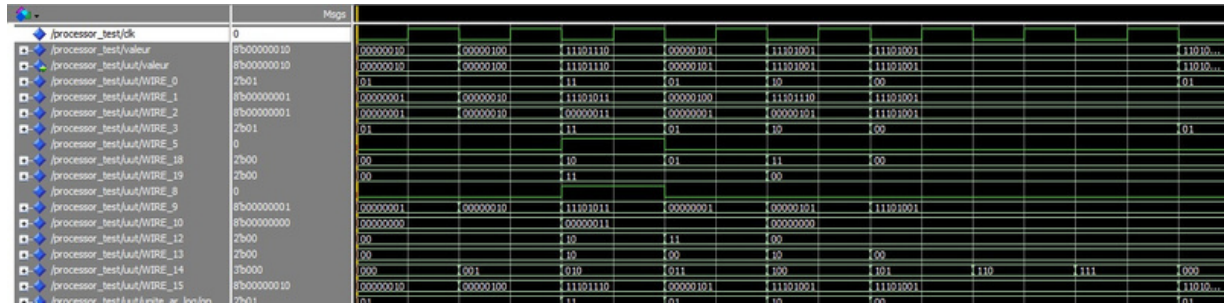 Msgs
/processor_test/clk 0
/processor_test/valeur 8'b00000010 00000010 00000100 11101110 00000101 11101001 11101001 11010...
/processor_test/uut/valeur 8'b00000010 00000010 00000100 11101110 00000101 11101001 11101001 11010...
/processor_test/uut/WIRE_0 2'b01 01 11 01 10 00 01
/processor_test/uut/WIRE_1 8'b00000001 00000001 00000010 11101011 00000100 11101110 11101001
/processor_test/uut/WIRE_2 8'b00000001 00000001 00000010 00000011 00000001 00000101 11101001
/processor_test/uut/WIRE_3 2'b01 01 11 01 10 00 01
/processor_test/uut/WIRE_5 0
/processor_test/uut/WIRE_18 2'b00 00 10 01 11 00
/processor_test/uut/WIRE_19 2'b00 00 11 00
/processor_test/uut/WIRE_8 0
/processor_test/uut/WIRE_9 8'b00000001 00000001 00000010 11101011 00000001 00000101 11101001
/processor_test/uut/WIRE_10 8'b00000000 00000000 00000011 00000000
/processor_test/uut/WIRE_12 2'b00 00 10 11 00
/processor_test/uut/WIRE_13 2'b00 00 10 00 10 00
/processor_test/uut/WIRE_14 3'b000 000 001 010 011 100 101 110 111 000
/processor_test/uut/WIRE_15 8'b00000010 00000010 00000100 11101110 00000101 11101001 11101001 11010...
2'b01 01 11 01 10 00 01